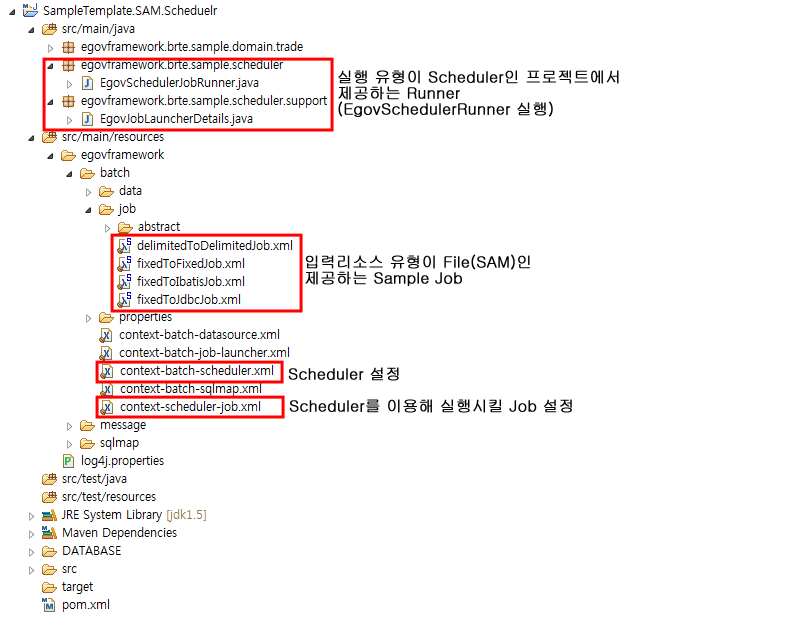 SampleTemplate.SAM.Scheduelr
src/main/java
egovframework.brte.sample.domain.trade
egovframework.brte.sample.scheduler
EgovSchedulerJobRunner.java
egovframework.brte.sample.scheduler.support
EgovJobLauncherDetails.java
실행 유형이 Scheduler인 프로젝트에서
제공하는 Runner
(EgovSchedulerRunner 실행)
src/main/resources
egovframework
batch
data
job
abstract
delimitedToDelimitedJob.xml
fixedToFixedJob.xml
fixedToIbatisJob.xml
fixedToJdbcJob.xml
입력리소스 유형이 File(SAM)인
제공하는 Sample Job
properties
context-batch-datasource.xml
context-batch-job-launcher.xml
context-batch-scheduler.xml
Scheduler 설정
context-batch-sqlmap.xml
context-scheduler-job.xml
Scheduler를 이용해 실행시킬 Job 설정
message
sqlmap
log4j.properties
src/test/java
src/test/resources
JRE System Library [jdk1.5]
Maven Dependencies
DATABASE
src
target
pom.xml